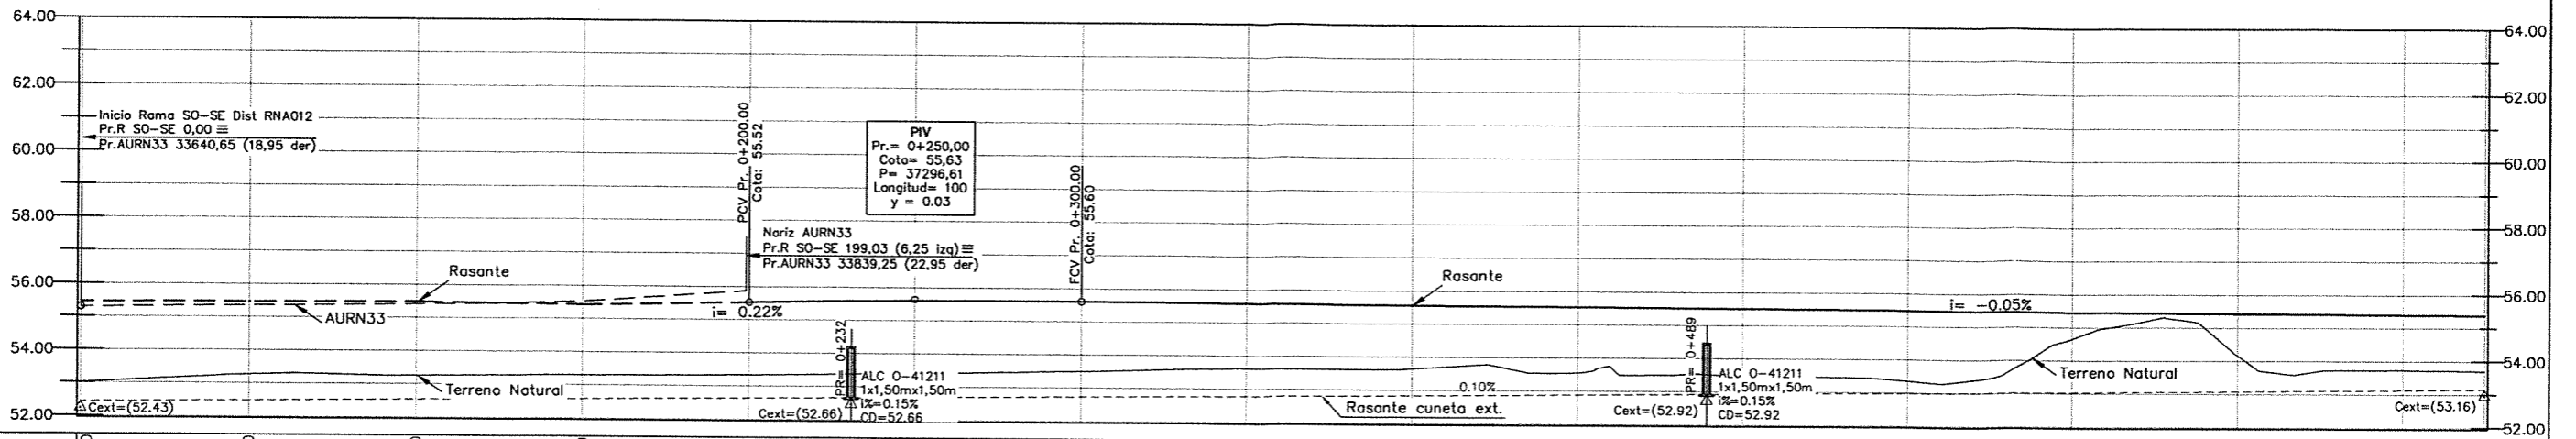 64.00
62.00
60.00
58.00
56.00
54.00
52.00
Inicio Rama SO-SE Dist RNA012
Pr.R SO-SE 0,00 ≡
Pr.AURN33 33640,65 (18,95 der)
Rasante
AURN33
Terreno Natural
Cext=(52.43)
PCV Pr. 0+200.00
Cota: 55.52
Nariz AURN33
Pr.R SO-SE 199,03 (6,25 izq)≡
Pr.AURN33 33839,25 (22,95 der)
i= 0.22%
PIV
Pr.= 0+250,00
Cota= 55,63
P= 37296,61
Longitud= 100
y = 0.03
FCV Pr. 0+300.00
Cota: 55.60
PR= 0+232
ALC O-41211
1x1,50mx1,50m
i%=0.15%
CD=52.66
Cext=(52.66)
Rasante
0.10%
Rasante cuneta ext.
PR= 0+489
ALC O-41211
1x1,50mx1,50m
i%=0.15%
CD=52.92
Cext=(52.92)
i= -0.05%
Terreno Natural
Cext=(53.16)
64.00
62.00
60.00
58.00
56.00
54.00
52.00